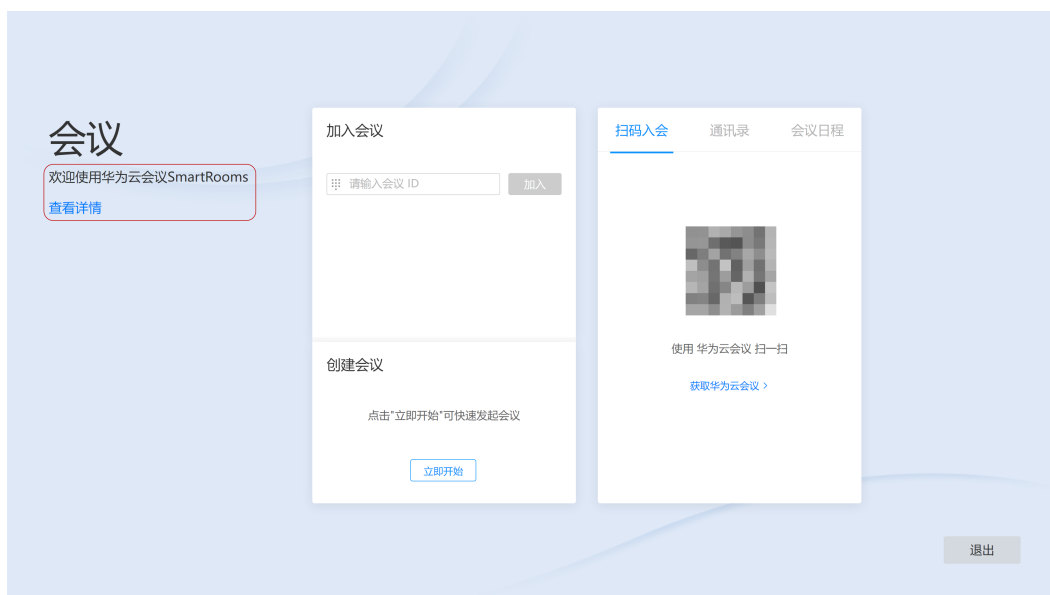 会议
欢迎使用华为云会议SmartRooms
查看详情
加入会议
请输入会议 ID
加入
创建会议
点击"立即开始"可快速发起会议
立即开始
扫码入会 通讯录 会议日程
使用 华为云会议 扫一扫
获取华为云会议 >
退出